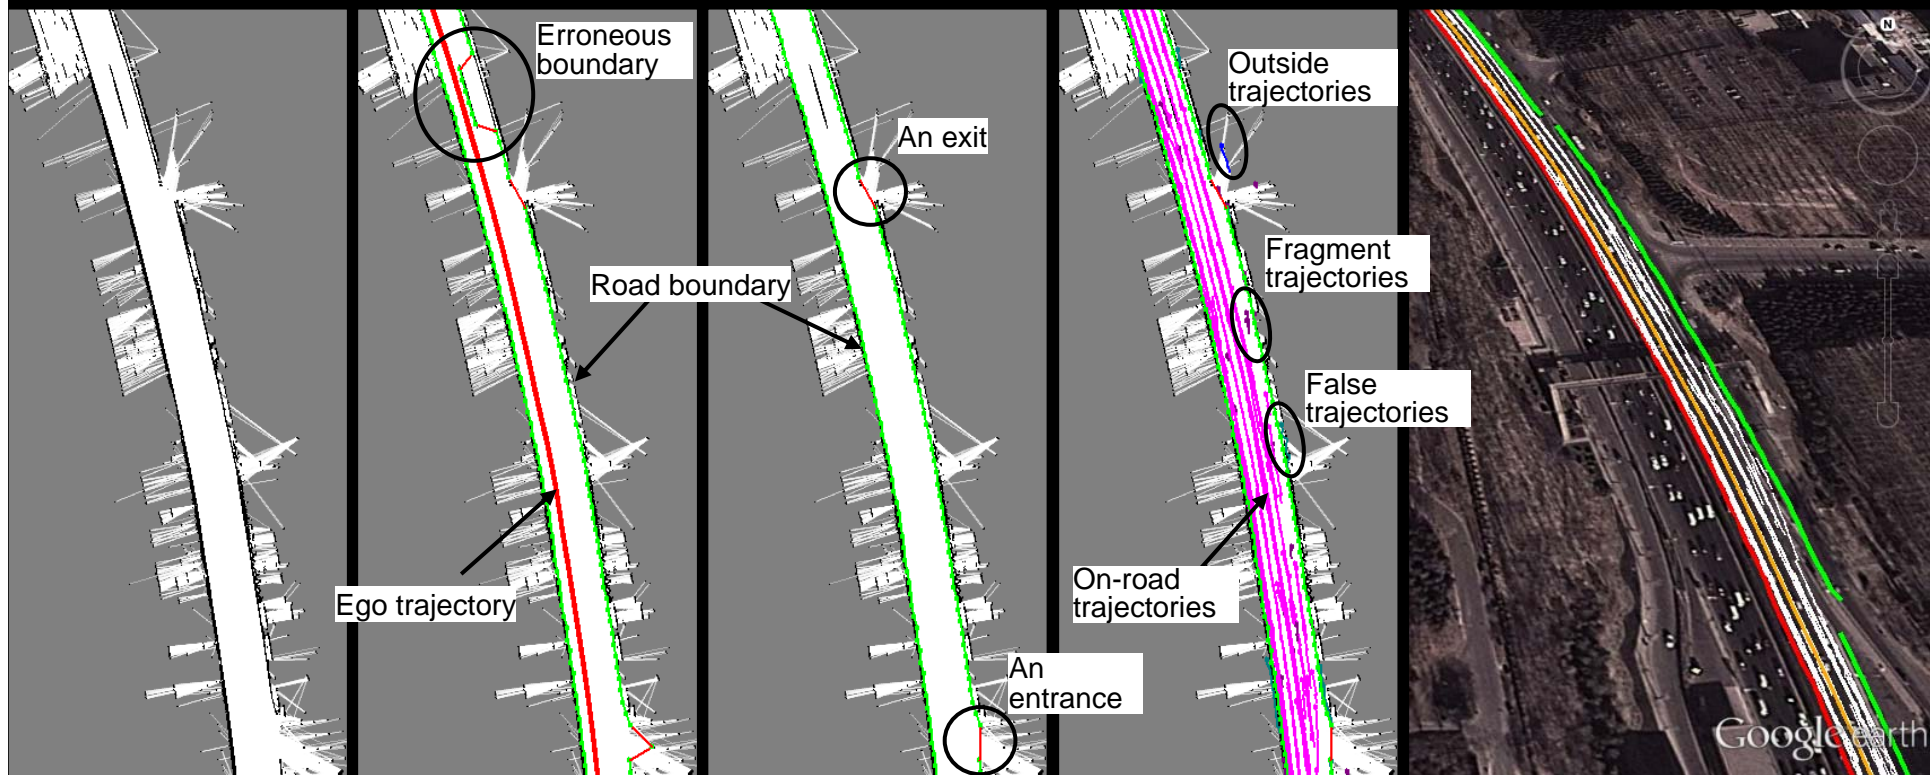 Erroneous
boundary
An exit
Outside
trajectories
N
Road boundary
Fragment
trajectories
False
trajectories
Ego trajectory
On-road
trajectories
An
entrance
Google earth